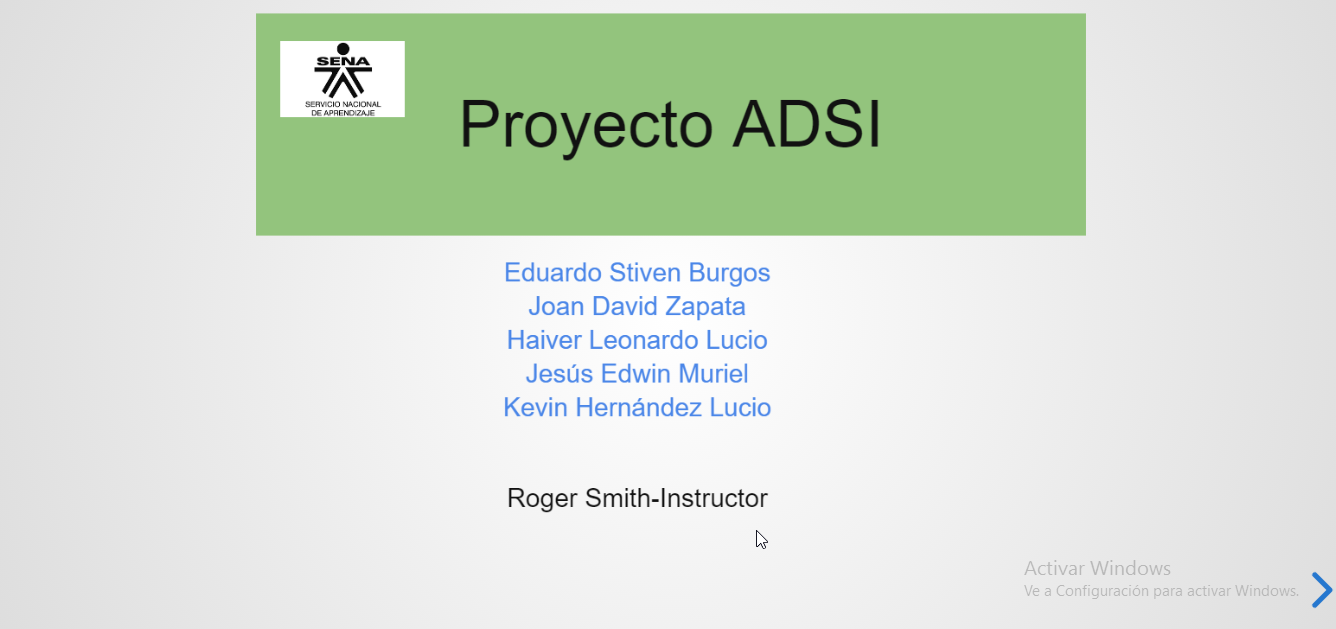 SENA
SERVICIO NACIONAL
DE APRENDIZAJE
Proyecto ADSI
Eduardo Stiven Burgos
Joan David Zapata
Haiver Leonardo Lucio
Jesús Edwin Muriel
Kevin Hernández Lucio
Roger Smith-Instructor
Activar Windows
Ve a Configuración para activar Windows.